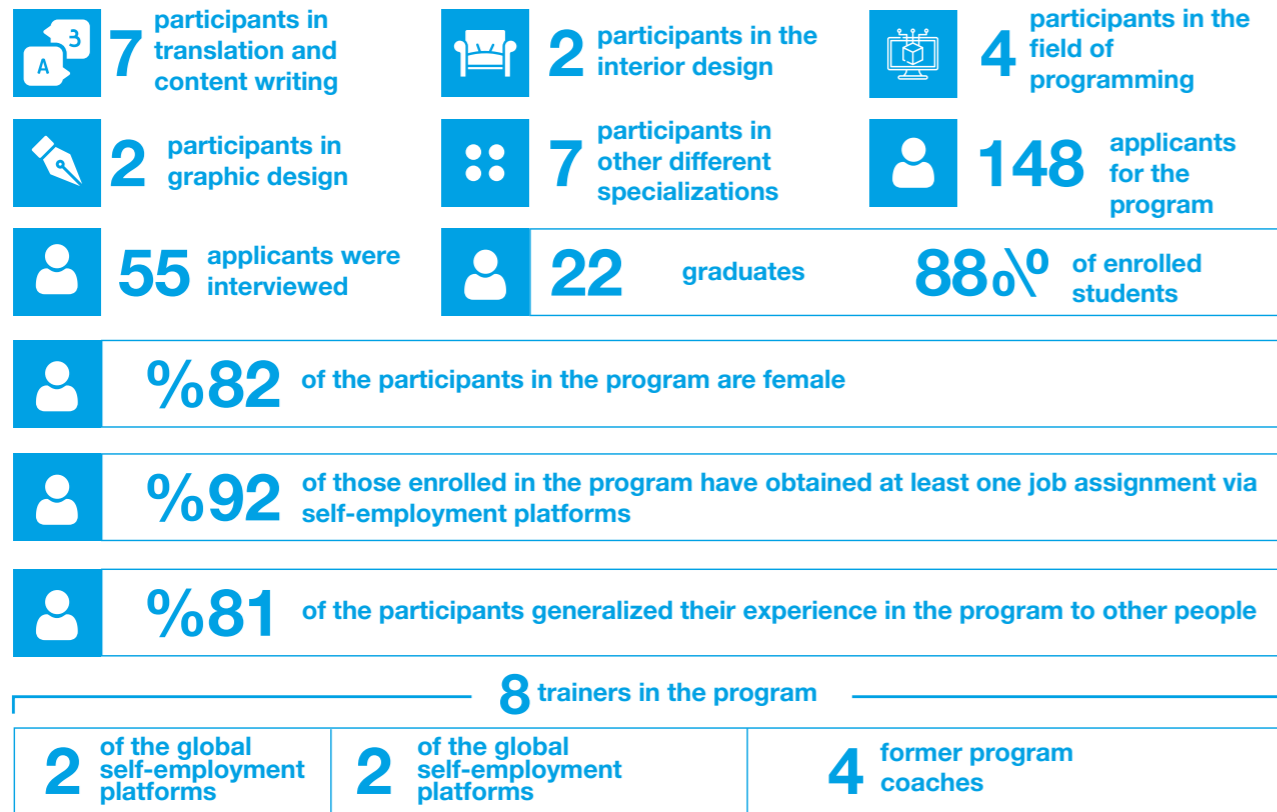 A
3
7
participants in
translation and
content writing
2
participants in the
interior design
4
participants in the
field of
programming
2
participants in
graphic design
7
participants in
other different
specializations
148
applicants
for the
program
55
applicants were
interviewed
22
graduates
88%
of enrolled
students
%82
of the participants in the program are female
%92
of those enrolled in the program have obtained at least one job assignment via
self-employment platforms
%81
of the participants generalized their experience in the program to other people
8 trainers in the program
2
of the global
self-employment
platforms
2
of the global
self-employment
platforms
4
former program
coaches